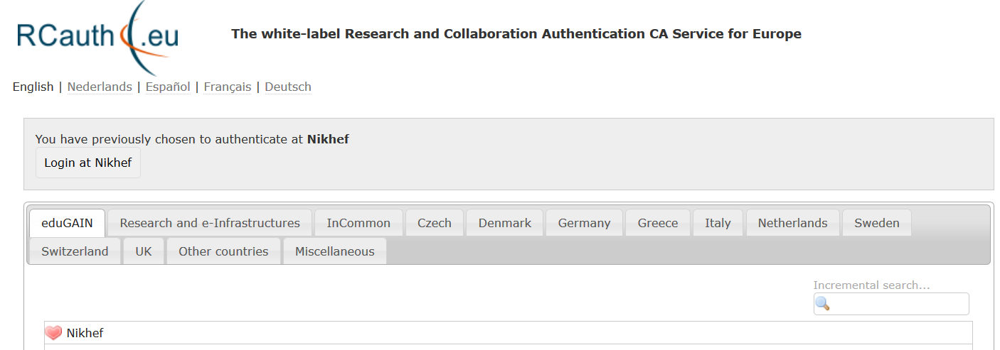 RCauth.eu
The white-label Research and Collaboration Authentication CA Service for Europe
English | Nederlands | Español | Français | Deutsch
You have previously chosen to authenticate at Nikhef
Login at Nikhef
eduGAIN Research and e-Infrastructures InCommon Czech Denmark Germany Greece Italy Netherlands Sweden
Switzerland UK Other countries Miscellaneous
Incremental search...
Nikhef